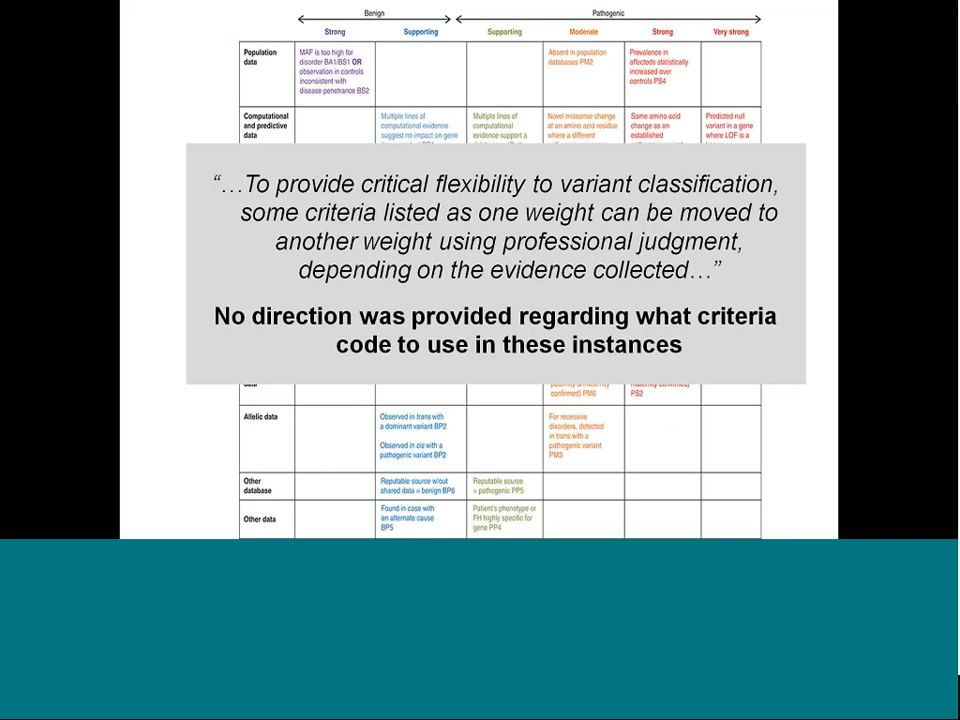 Benign
Pathogenic
Strong
Supporting
Supporting
Moderate
Strong
Very strong
Population
data
MAF is too high for
disorder BA1/BS1 OR
observation in controls
inconsistent with
disease penetrance BS2
Absent in population
databases PM2
Prevalence in
affecteds statistically
increased over
controls PS4
Computational
and predictive
data
Multiple lines of
computational evidence
suggest no impact on gene
Multiple lines of
computational
evidence support a
Novel missense change
at an amino acid residue
where a different
Same amino acid
change as an
established
Predicted null
variant in a gene
where LOF is a
“…To provide critical flexibility to variant classification,
some criteria listed as one weight can be moved to
another weight using professional judgment,
depending on the evidence collected…”
No direction was provided regarding what criteria
code to use in these instances
data
paternity & maternity
confirmed) PM6
maternity confirmed)
PS2
Allelic data
Observed in trans with
a dominant variant BP2
Observed in cis with a
pathogenic variant BP2
For recessive
disorders, detected
in trans with a
pathogenic variant
PM3
Other
database
Reputable source w/out
shared data = benign BP6
Reputable source
= pathogenic PP5
Other data
Found in case with
an alternate cause
BP5
Patient's phenotype or
FH highly specific for
gene PP4